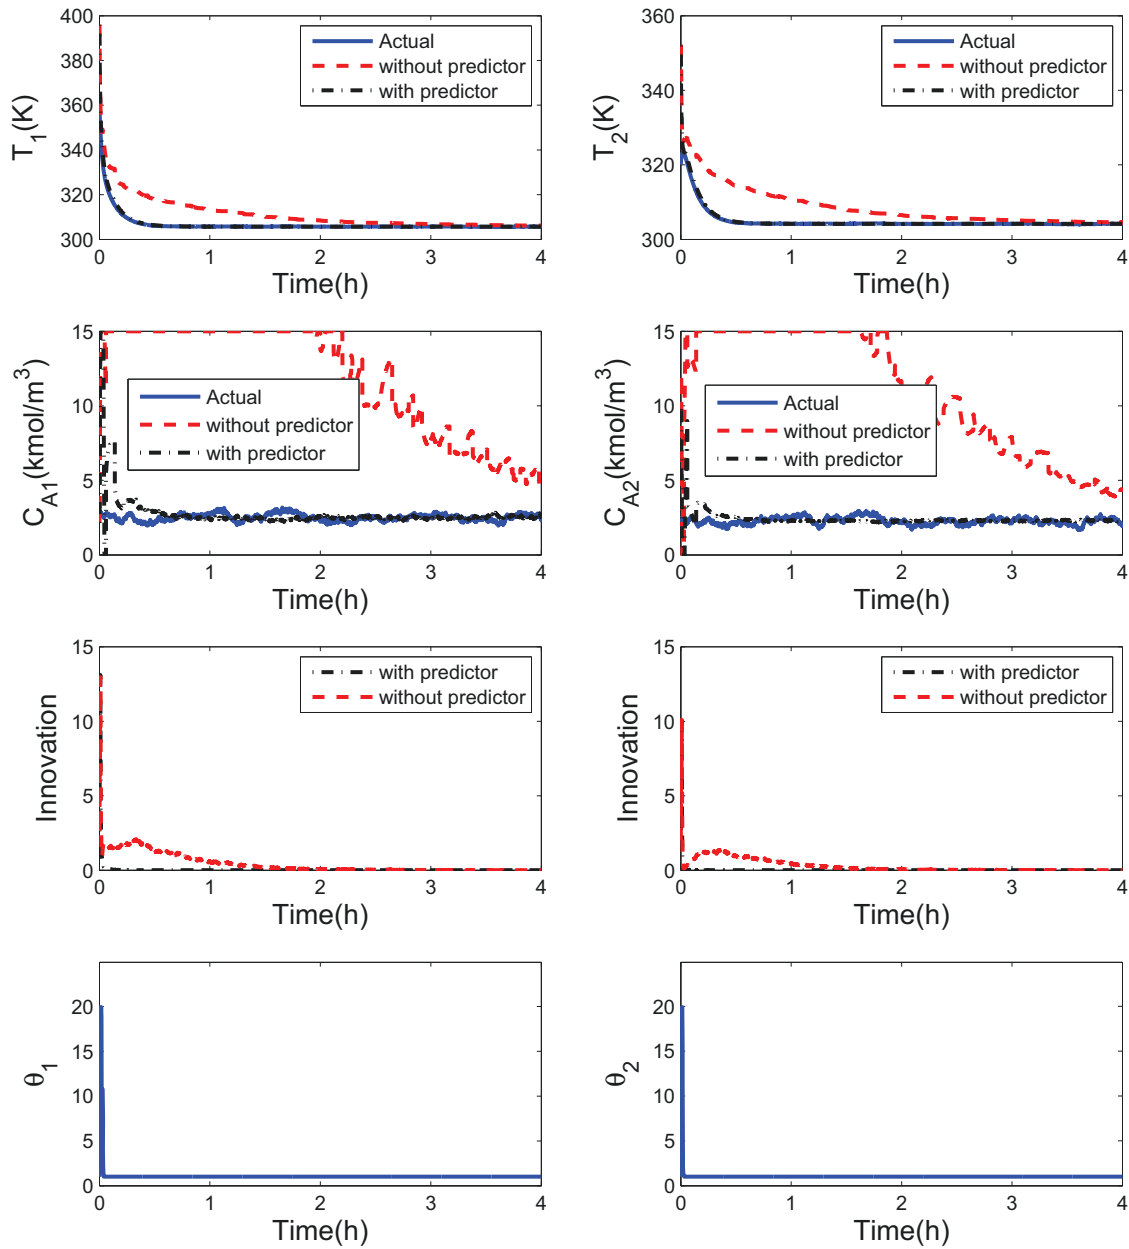 400
380
360
340
320
300
T1(K)
Actual
without predictor
with predictor
0 1 2 3 4
Time(h)
360
340
320
300
T2(K)
Actual
without predictor
with predictor
0 1 2 3 4
Time(h)
15
10
5
0
CA1(kmol/m3)
Actual
without predictor
with predictor
0 1 2 3 4
Time(h)
15
10
5
0
CA2(kmol/m3)
Actual
without predictor
with predictor
0 1 2 3 4
Time(h)
15
10
5
0
Innovation
with predictor
without predictor
0 1 2 3 4
Time(h)
15
10
5
0
Innovation
with predictor
without predictor
0 1 2 3 4
Time(h)
20
15
10
5
0
θ1
0 1 2 3 4
Time(h)
20
15
10
5
0
θ2
0 1 2 3 4
Time(h)